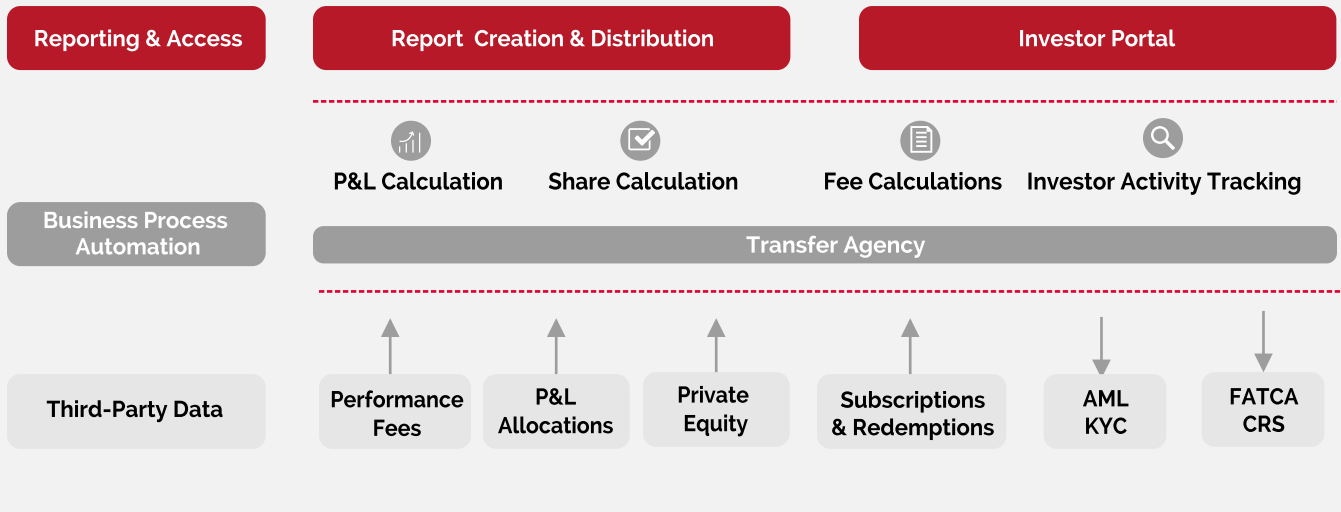 Reporting & Access
Report Creation & Distribution
Investor Portal
P&L Calculation
Share Calculation
Fee Calculations
Investor Activity Tracking
Business Process
Automation
Transfer Agency
Third-Party Data
Performance
Fees
P&L
Allocations
Private
Equity
Subscriptions
& Redemptions
AML
KYC
FATCA
CRS